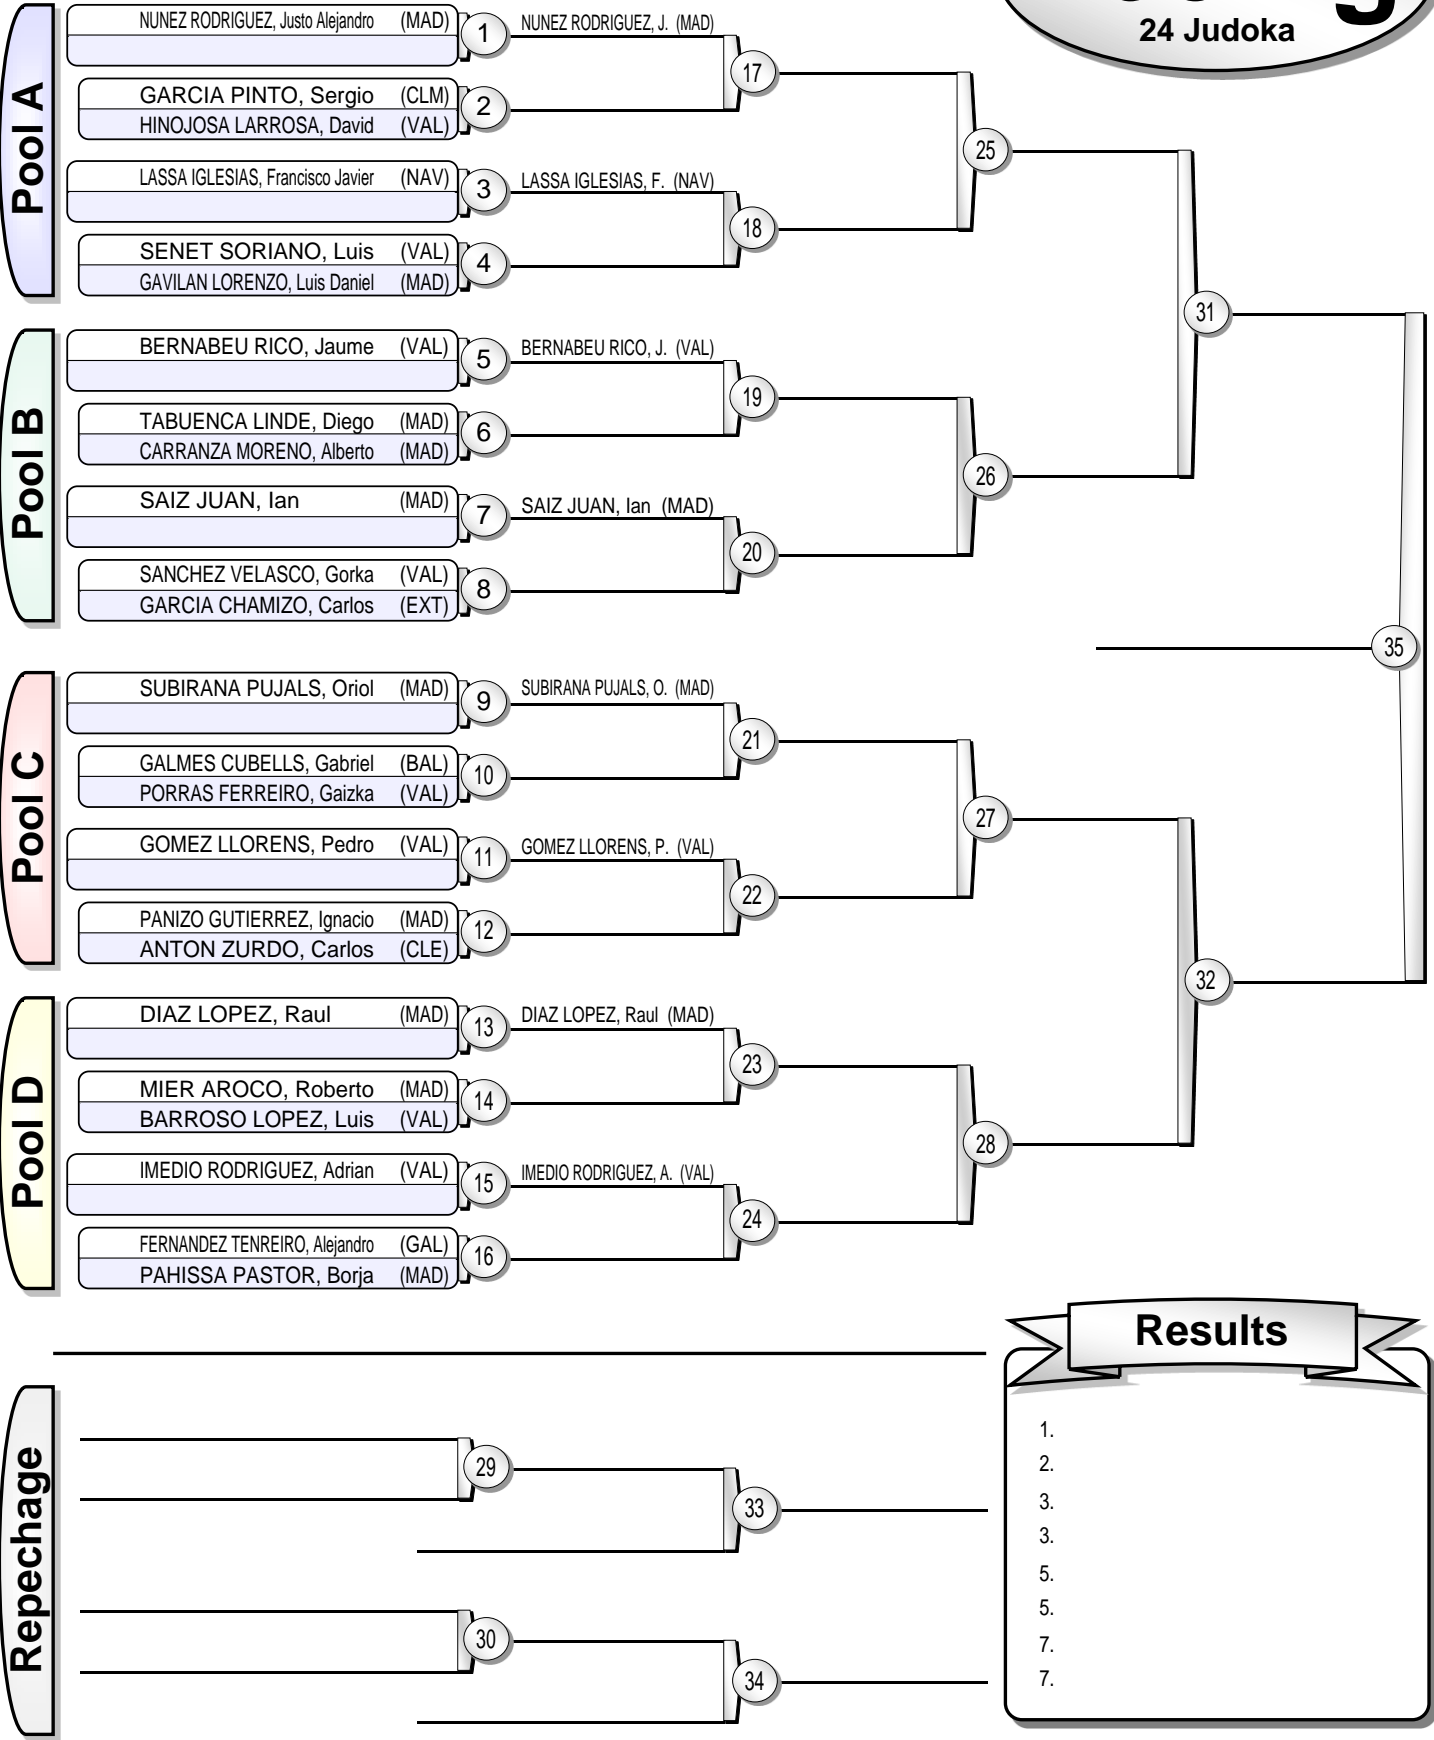 24 Judoka
Pool A
NUNEZ RODRIGUEZ, Justo Alejandro (MAD) 1 NUNEZ RODRIGUEZ, J. (MAD)
17
GARCIA PINTO, Sergio (CLM) 2
HINOJOSA LARROSA, David (VAL)
25
LASSA IGLESIAS, Francisco Javier (NAV) 3 LASSA IGLESIAS, F. (NAV)
18
SENET SORIANO, Luis (VAL) 4
GAVILAN LORENZO, Luis Daniel (MAD)
31
Pool B
BERNABEU RICO, Jaume (VAL) 5 BERNABEU RICO, J. (VAL)
19
TABUENCA LINDE, Diego (MAD) 6
CARRANZA MORENO, Alberto (MAD)
26
SAIZ JUAN, Ian (MAD) 7 SAIZ JUAN, Ian (MAD)
20
SANCHEZ VELASCO, Gorka (VAL) 8
GARCIA CHAMIZO, Carlos (EXT)
35
Pool C
SUBIRANA PUJALS, Oriol (MAD) 9 SUBIRANA PUJALS, O. (MAD)
21
GALMES CUBELLS, Gabriel (BAL) 10
PORRAS FERREIRO, Gaizka (VAL)
27
GOMEZ LLORENS, Pedro (VAL) 11 GOMEZ LLORENS, P. (VAL)
22
PANIZO GUTIERREZ, Ignacio (MAD) 12
ANTON ZURDO, Carlos (CLE)
32
Pool D
DIAZ LOPEZ, Raul (MAD) 13 DIAZ LOPEZ, Raul (MAD)
23
MIER AROCO, Roberto (MAD) 14
BARROSO LOPEZ, Luis (VAL)
28
IMEDIO RODRIGUEZ, Adrian (VAL) 15 IMEDIO RODRIGUEZ, A. (VAL)
24
FERNANDEZ TENREIRO, Alejandro (GAL) 16
PAHISSA PASTOR, Borja (MAD)
Repechage
29
33
30
34
Results
1.
2.
3.
3.
5.
5.
7.
7.